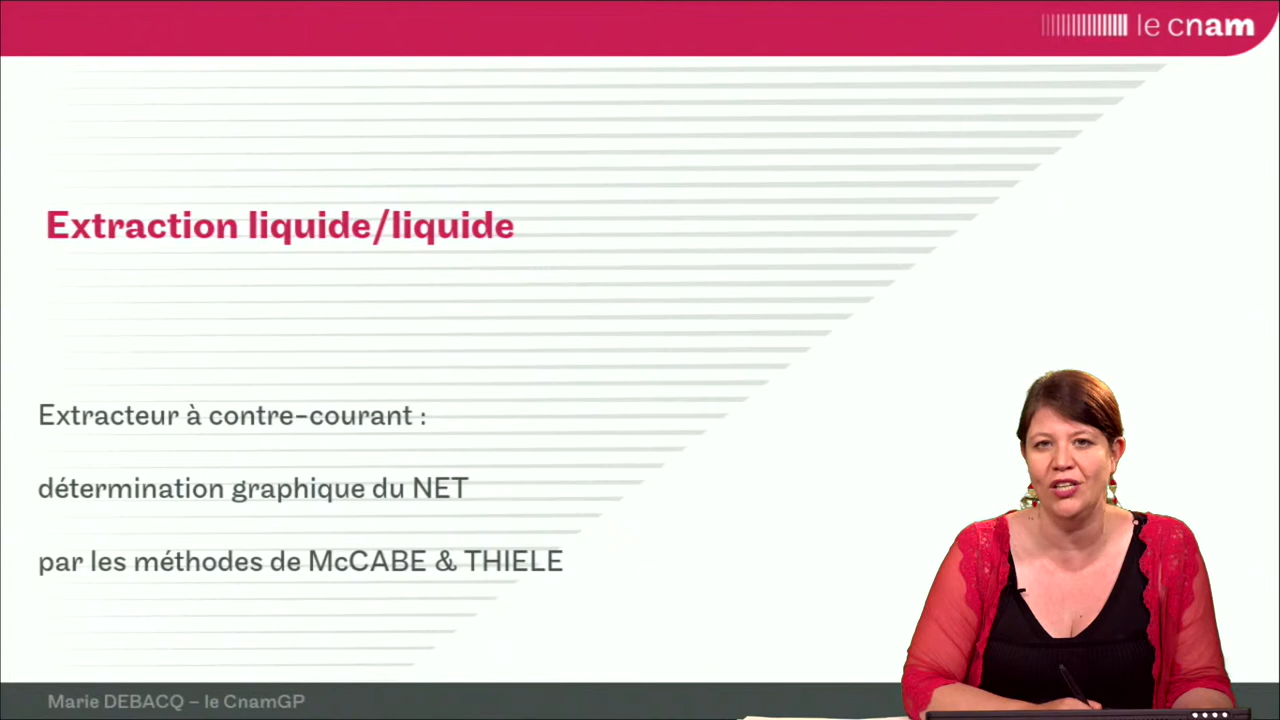 le cnam
Extraction liquide/liquide
Extracteur à contre-courant :
détermination graphique du NET
par les méthodes de McCABE & THIELE
Marie DEBACQ – le CnamGP